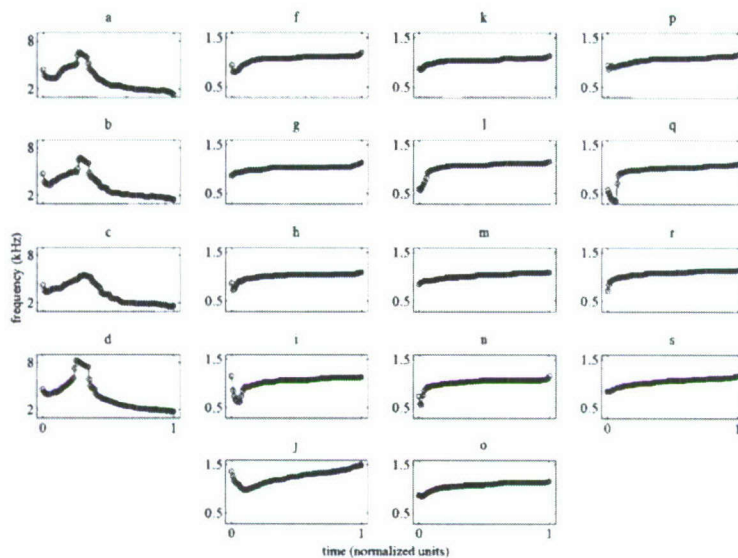 a f k p
8 1.5 1.5 1.5
2 0.5 0.5 0.5
b g l q
8 1.5 1.5 1.5
2 0.5 0.5 0.5
c h m r
8 1.5 1.5 1.5
2 0.5 0.5 0.5
d i n s
8 1.5 1.5 1.5
2 0.5 0.5 0.5
0 1 0 1
j o
1.5 1.5
0.5 0.5
0 1 0 1
frequency (kHz)
time (normalized units)